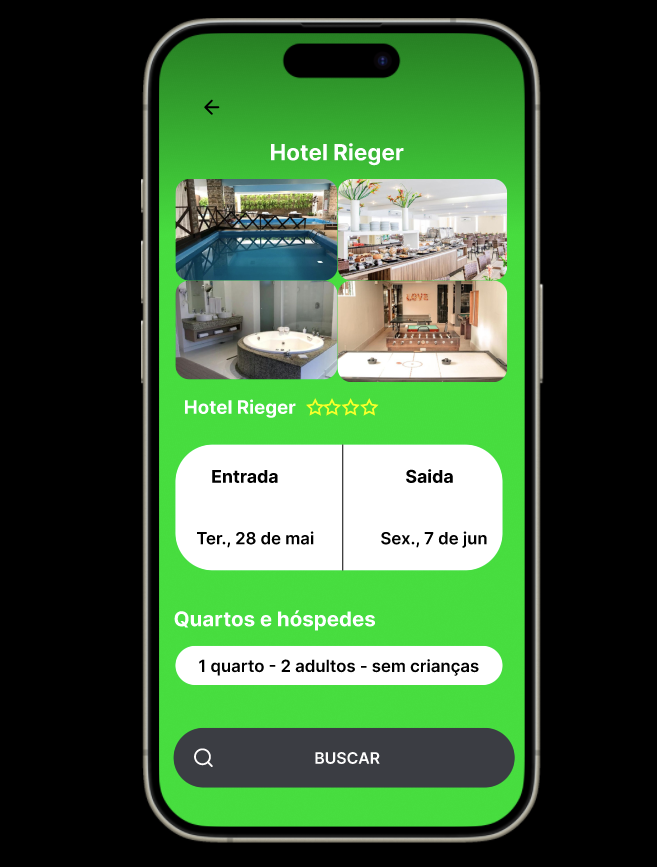 Hotel Rieger
LOVE
Hotel Rieger
Entrada
Saida
Ter., 28 de mai
Sex., 7 de jun
Quartos e hóspedes
1 quarto - 2 adultos - sem crianças
BUSCAR